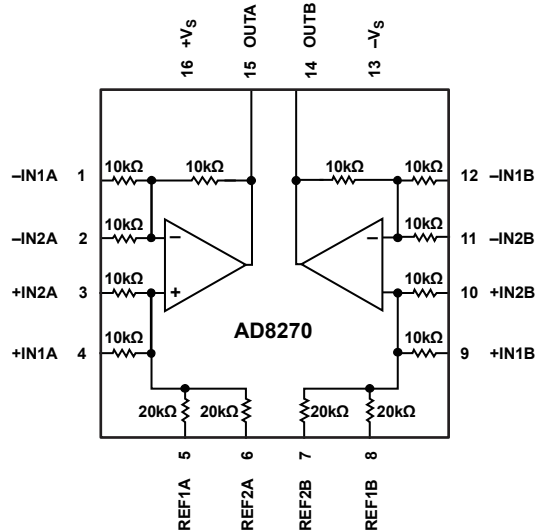 +VS
OUTA
OUTB
–VS
16
15
14
13
–IN1A 1 10kΩ 10kΩ 10kΩ 10kΩ 12 –IN1B
–IN2A 2 10kΩ – – 10kΩ 11 –IN2B
+IN2A 3 10kΩ + 10kΩ 10 +IN2B
AD8270
+IN1A 4 10kΩ 10kΩ 9 +IN1B
20kΩ 20kΩ 20kΩ 20kΩ
5
6
7
8
REF1A
REF2A
REF2B
REF1B